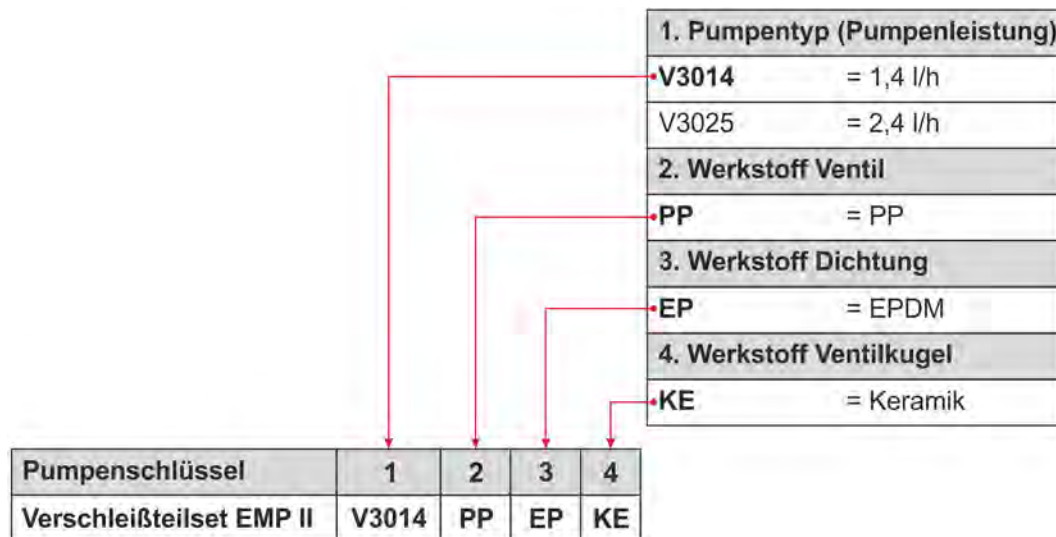 1. Pumpentyp (Pumpenleistung)
V3014 = 1,4 l/h
V3025 = 2,4 l/h
2. Werkstoff Ventil
PP = PP
3. Werkstoff Dichtung
EP = EPDM
4. Werkstoff Ventilkugel
KE = Keramik
Pumpenschlüssel 1 2 3 4
Verschleißteilset EMP II V3014 PP EP KE